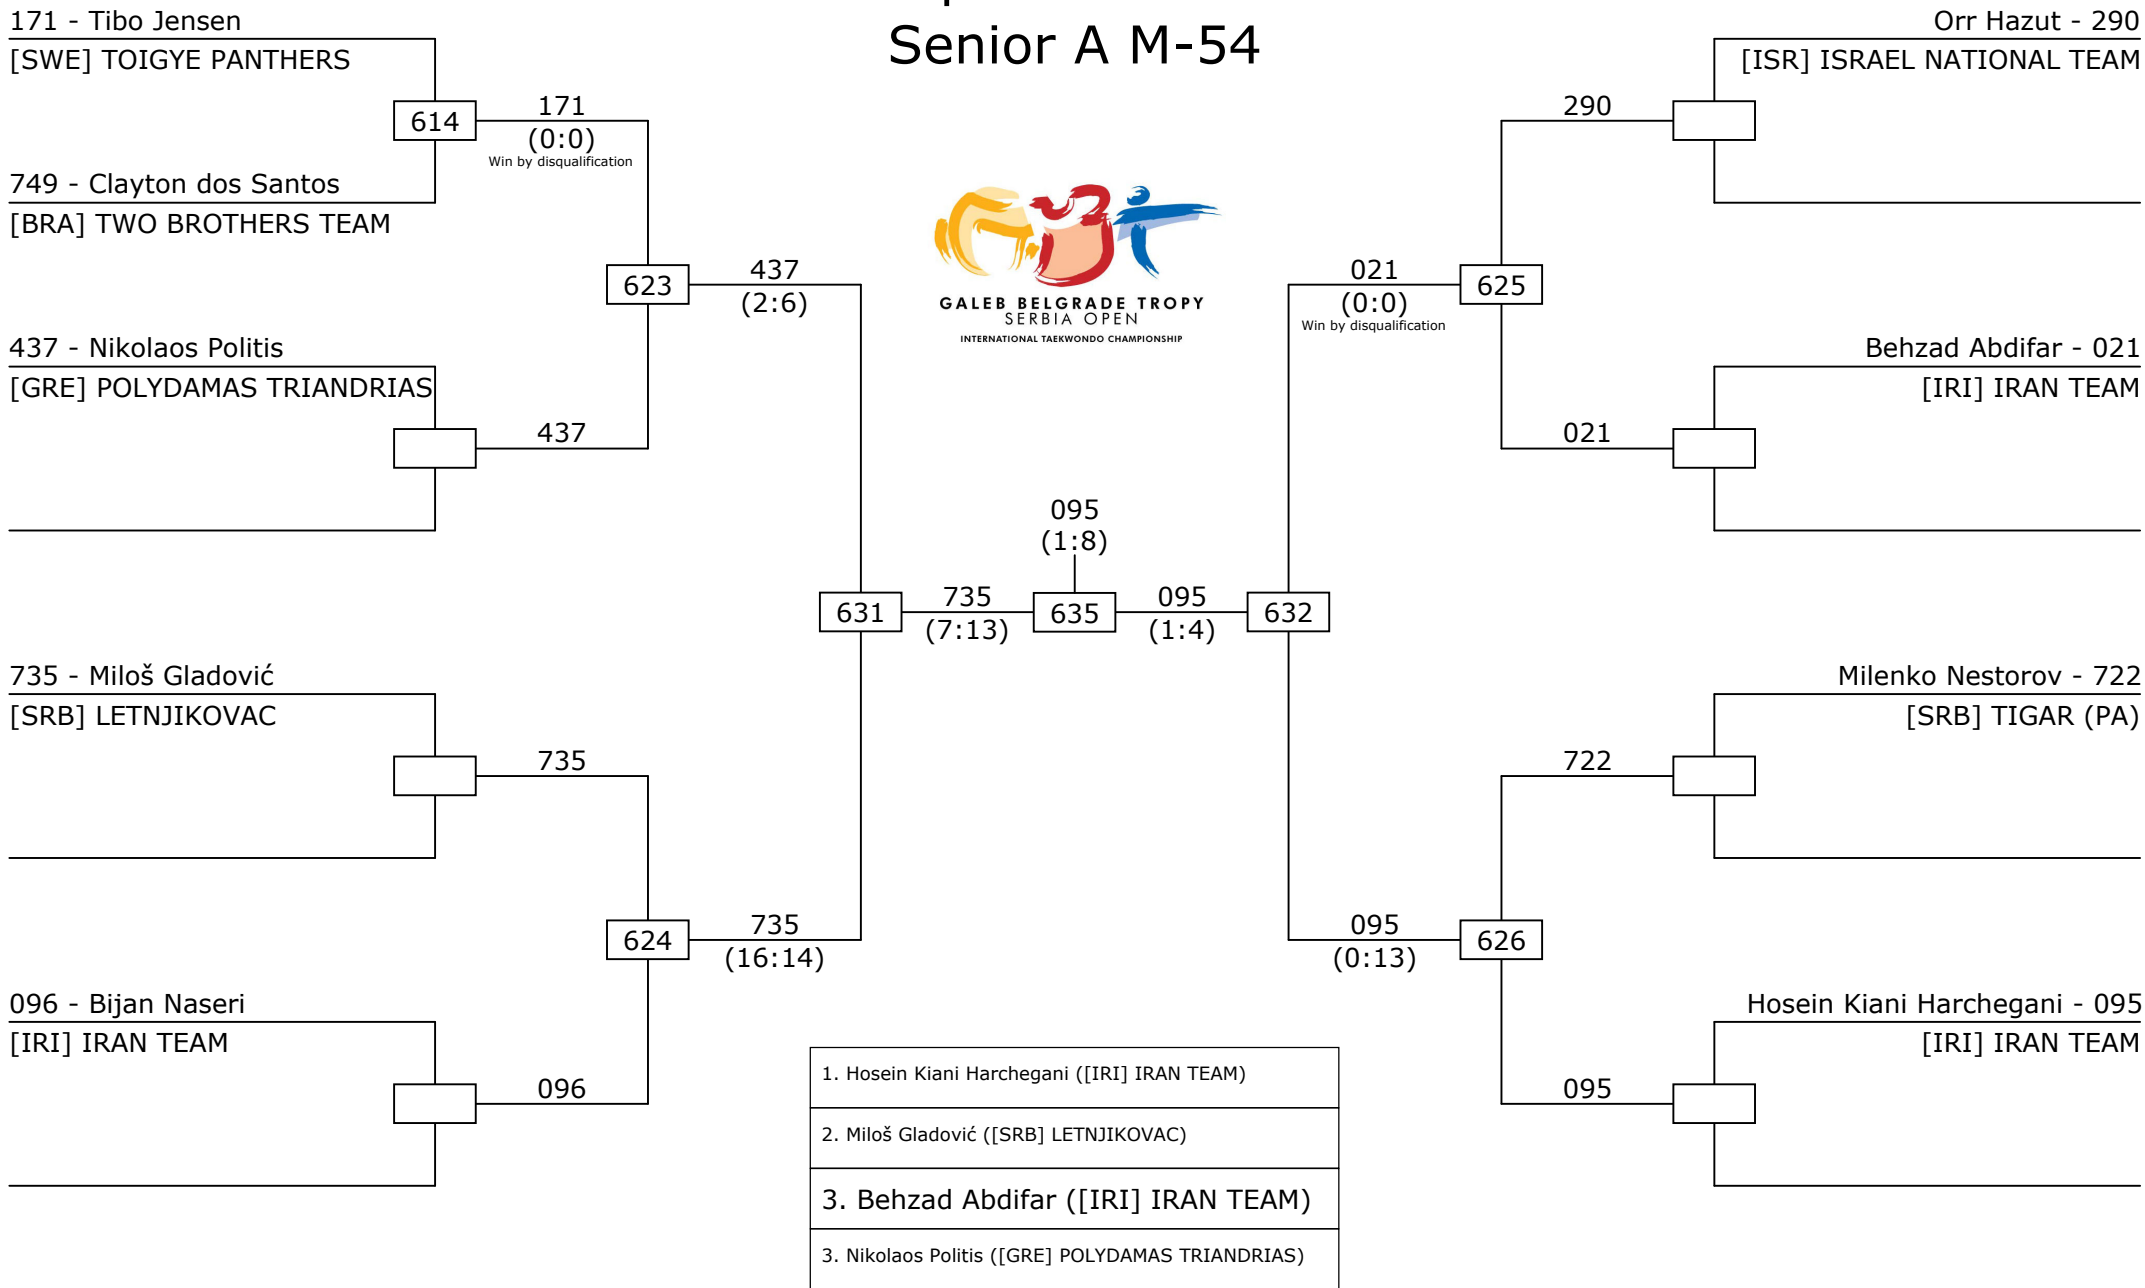 Senior A M-54
171 - Tibo Jensen
[SWE] TOIGYE PANTHERS
614
171
(0:0)
Win by disqualification
749 - Clayton dos Santos
[BRA] TWO BROTHERS TEAM
623
437
(2:6)
437 - Nikolaos Politis
[GRE] POLYDAMAS TRIANDRIAS
437
735 - Miloš Gladović
[SRB] LETNJIKOVAC
735
624
735
(16:14)
096 - Bijan Naseri
[IRI] IRAN TEAM
096
631
735
(7:13)
GALEB BELGRADE TROPY
SERBIA OPEN
INTERNATIONAL TAEKWONDO CHAMPIONSHIP
095
(1:8)
635
095
(1:4)
632
Orr Hazut - 290
[ISR] ISRAEL NATIONAL TEAM
290
021
(0:0)
Win by disqualification
625
Behzad Abdifar - 021
[IRI] IRAN TEAM
021
Milenko Nestorov - 722
[SRB] TIGAR (PA)
722
095
(0:13)
626
Hosein Kiani Harchegani - 095
[IRI] IRAN TEAM
095
1. Hosein Kiani Harchegani ([IRI] IRAN TEAM)
2. Miloš Gladović ([SRB] LETNJIKOVAC)
3. Behzad Abdifar ([IRI] IRAN TEAM)
3. Nikolaos Politis ([GRE] POLYDAMAS TRIANDRIAS)